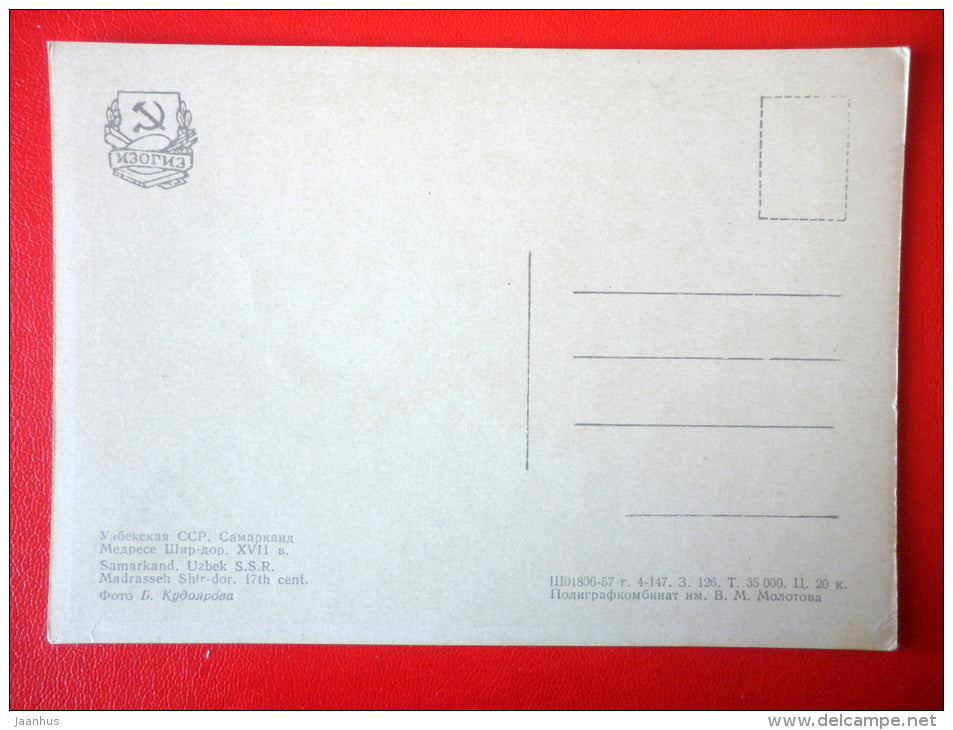 ИЗОГИЗ
Узбекская ССР. Самарканд
Медресе Шир-дор. XVII в.
Samarkand. Uzbek S.S.R.
Madrasseh Shir-dor. 17th cent.
Фото Б. Кудоярова
Ш01806-57 г. 4-147. З. 126. Т. 35 000. Ц. 20 к.
Полиграфкомбинат им. В. М. Молотова
jaanhus
www.delcampe.net